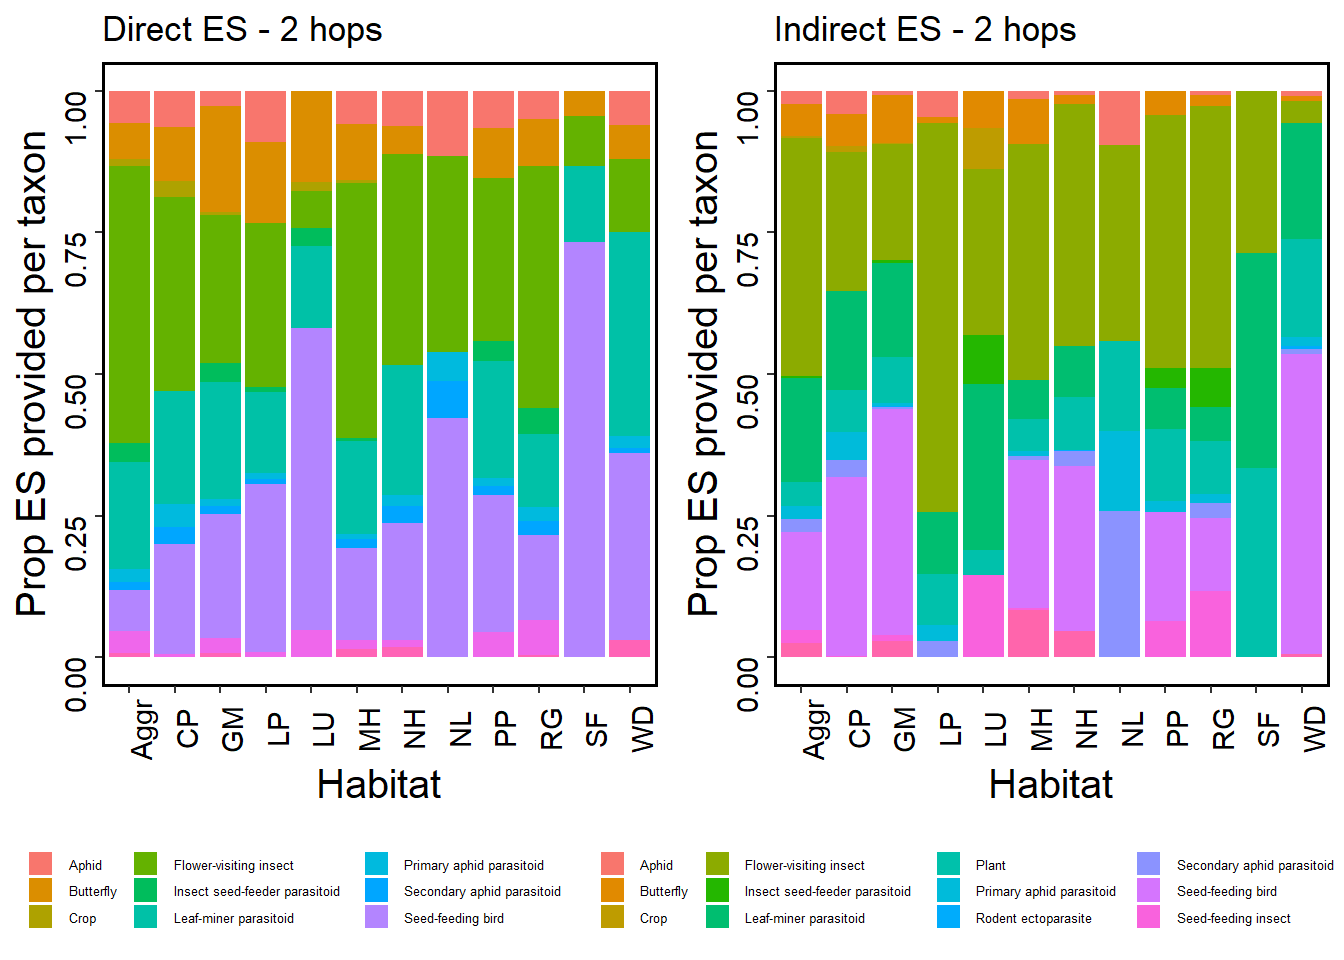 Direct ES - 2 hops
Prop ES provided per taxon
1.00
0.75
0.50
0.25
0.00
Aggr
CP
GM
LP
LU
MH
NH
NL
PP
RG
SF
WD
Habitat
Indirect ES - 2 hops
Prop ES provided per taxon
1.00
0.75
0.50
0.25
0.00
Aggr
CP
GM
LP
LU
MH
NH
NL
PP
RG
SF
WD
Habitat
Aphid
Butterfly
Crop
Flower-visiting insect
Insect seed-feeder parasitoid
Leaf-miner parasitoid
Primary aphid parasitoid
Secondary aphid parasitoid
Seed-feeding bird
Aphid
Butterfly
Crop
Flower-visiting insect
Insect seed-feeder parasitoid
Leaf-miner parasitoid
Plant
Primary aphid parasitoid
Rodent ectoparasite
Secondary aphid parasitoid
Seed-feeding bird
Seed-feeding insect